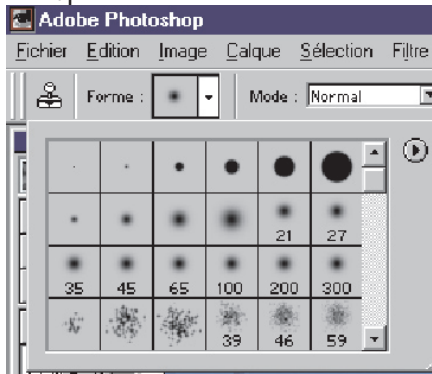 Adobe Photoshop
Fichier Edition Image Calque Sélection Filtre
Forme : Mode : Normal
21 27
35 45 65 100 200 300
39 46 59